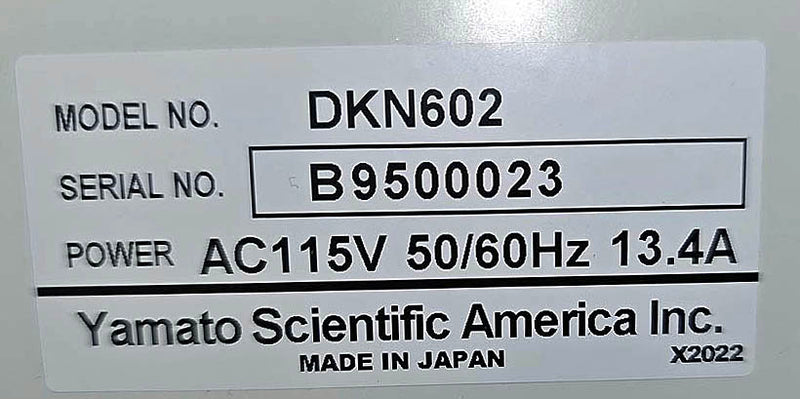 MODEL NO. DKN602
SERIAL NO. B9500023
POWER AC115V 50/60Hz 13.4A
Yamato Scientific America Inc.
MADE IN JAPAN X2022